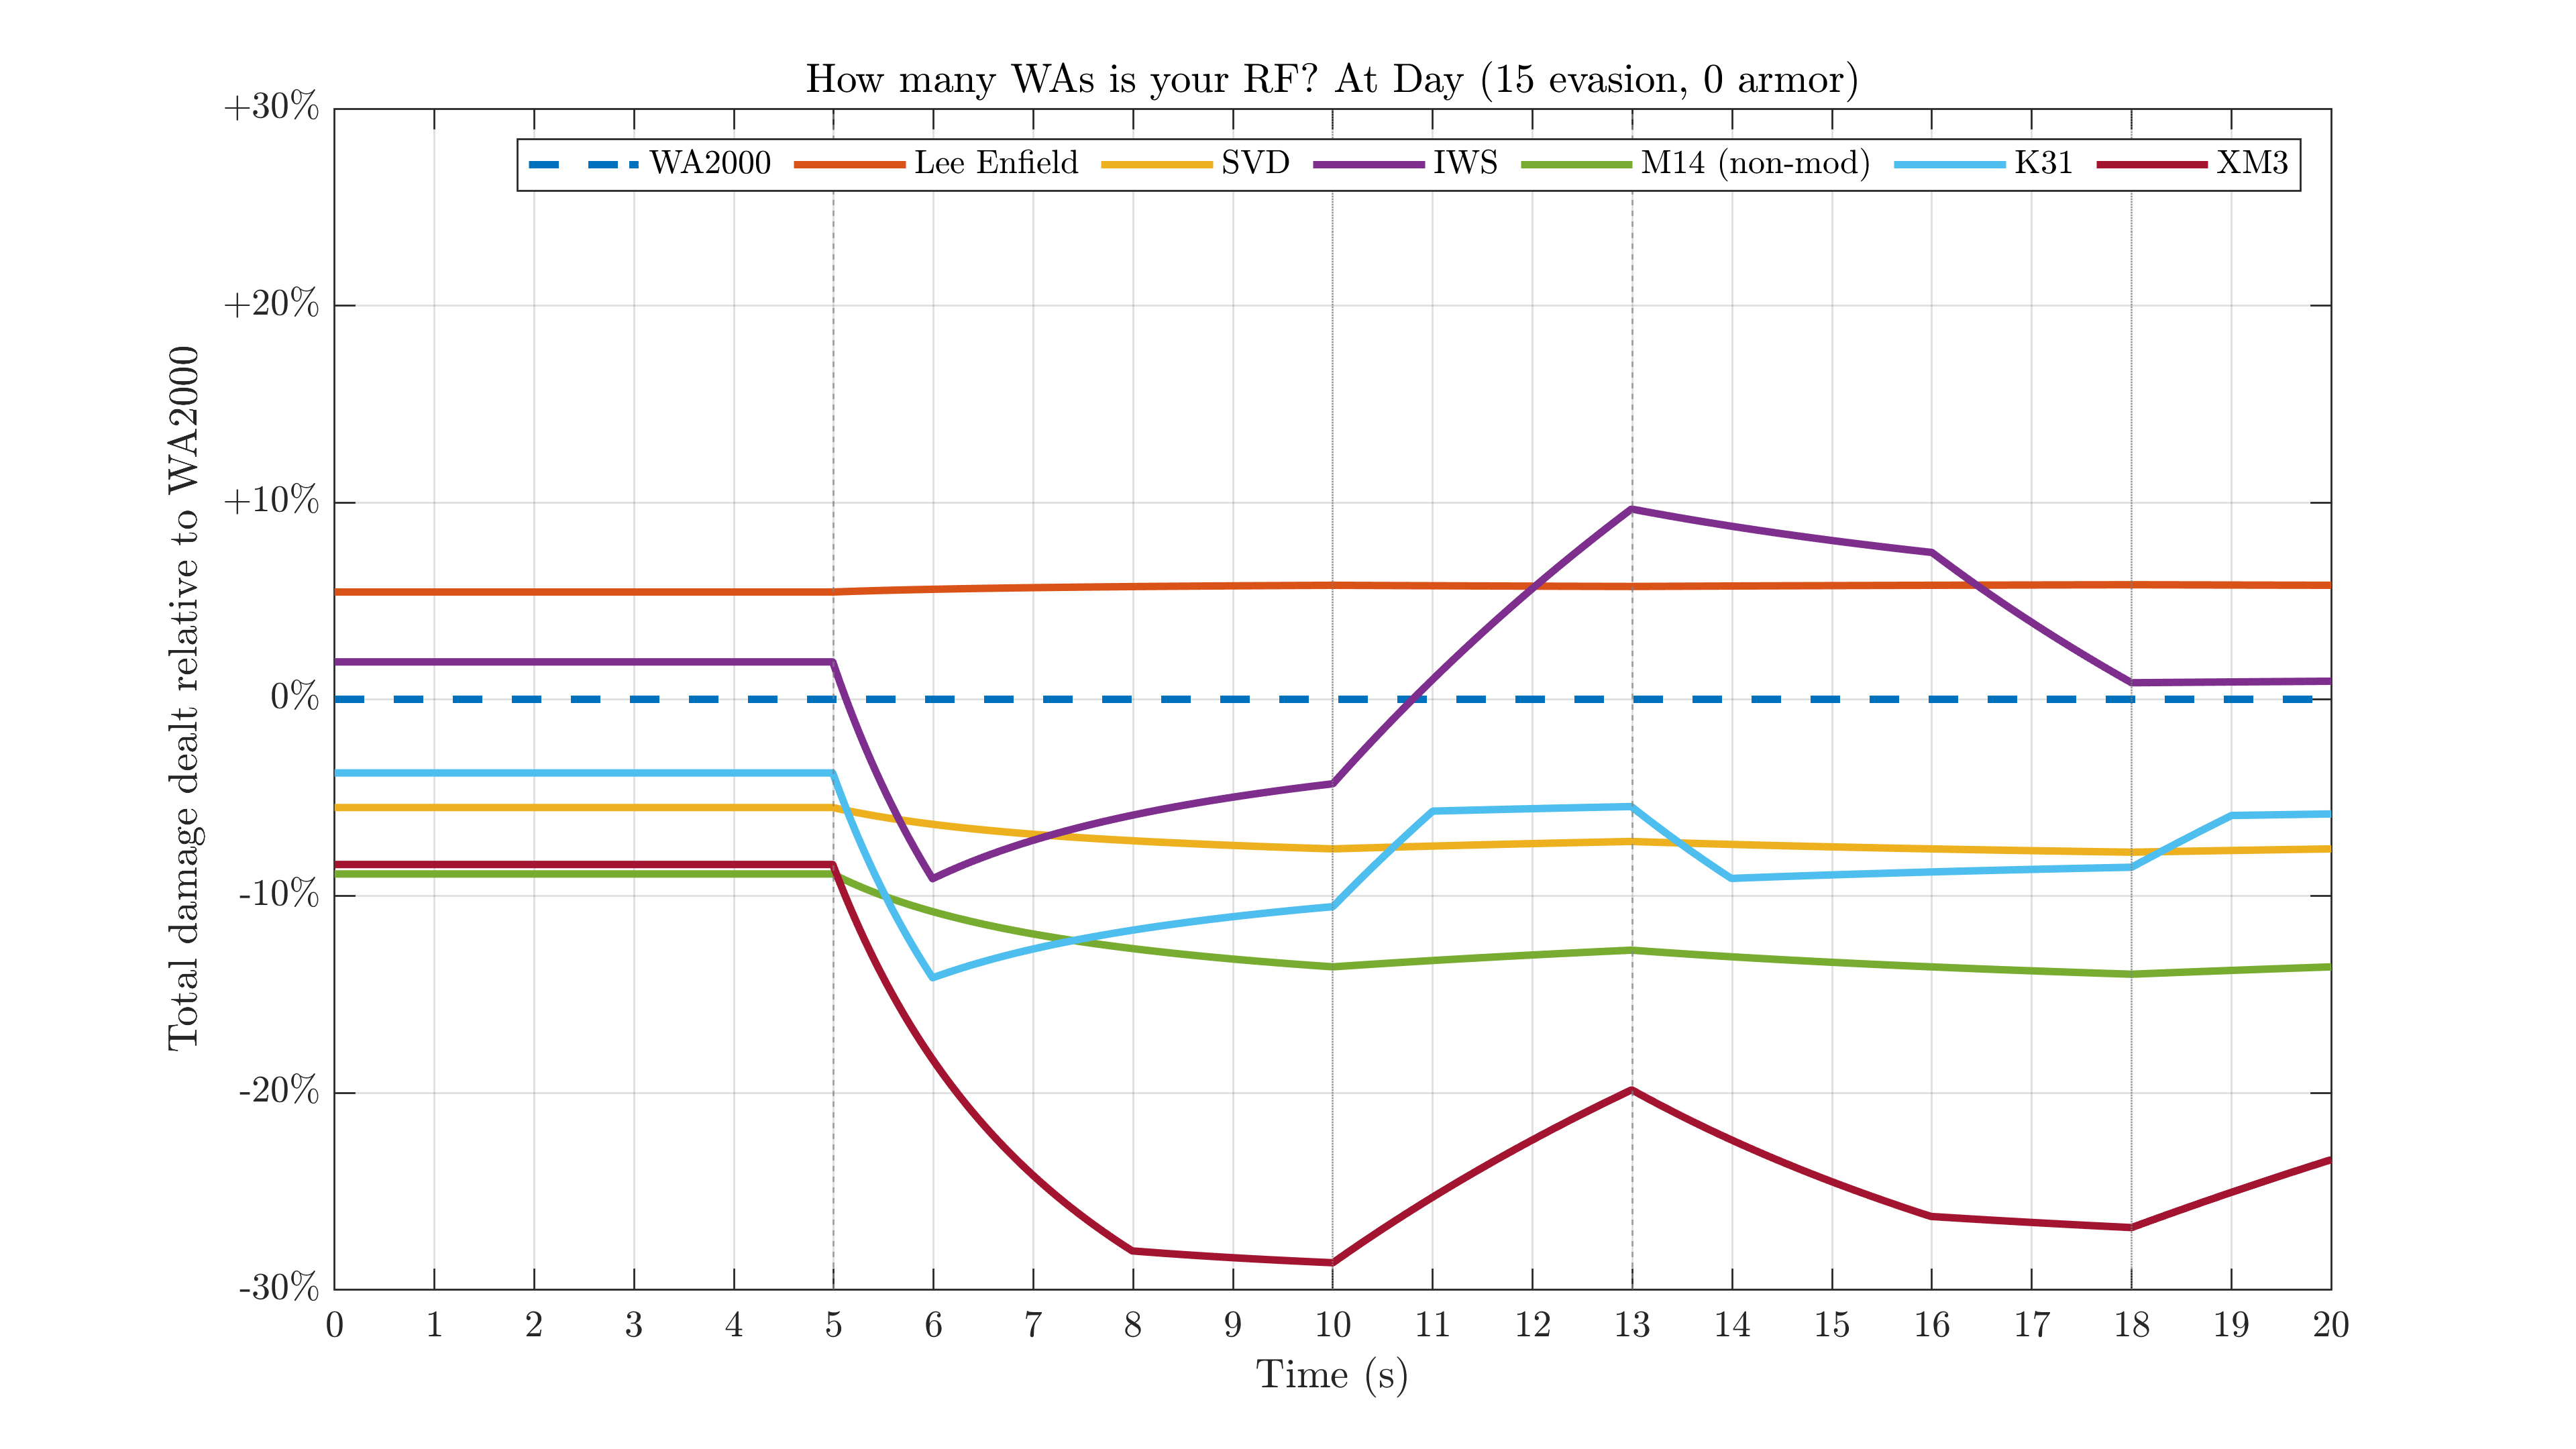 How many WAs is your RF? At Day (15 evasion, 0 armor)
WA2000 Lee Enfield SVD IWS M14 (non-mod) K31 XM3
Total damage dealt relative to WA2000
+30%
+20%
+10%
0%
-10%
-20%
-30%
0 1 2 3 4 5 6 7 8 9 10 11 12 13 14 15 16 17 18 19 20
Time (s)